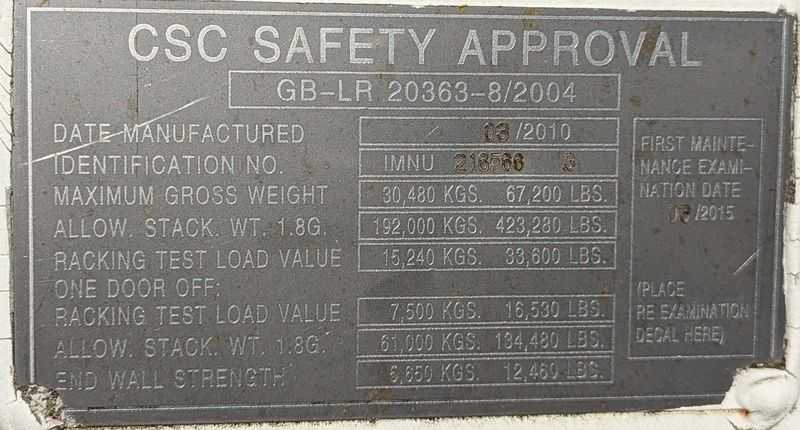 CSC SAFETY APPROVAL
GB-LR 20363-8/2004
DATE MANUFACTURED 03/2010
IDENTIFICATION NO. IMNU
MAXIMUM GROSS WEIGHT 30,480 KGS. 67,200 LBS.
ALLOW. STACK. WT. 1.8G. 192,000 KGS. 423,280 LBS.
RACKING TEST LOAD VALUE 15,240 KGS. 33,600 LBS.
ONE DOOR OFF:
RACKING TEST LOAD VALUE 7,500 KGS. 16,530 LBS.
ALLOW. STACK. WT. 1.8G. 61,000 KGS. 134,480 LBS.
END WALL STRENGTH 12,460 LBS.
FIRST MAINTE-
NANCE EXAMI-
NATION DATE
/2015
(PLACE
RE EXAMINATION
DECAL HERE)